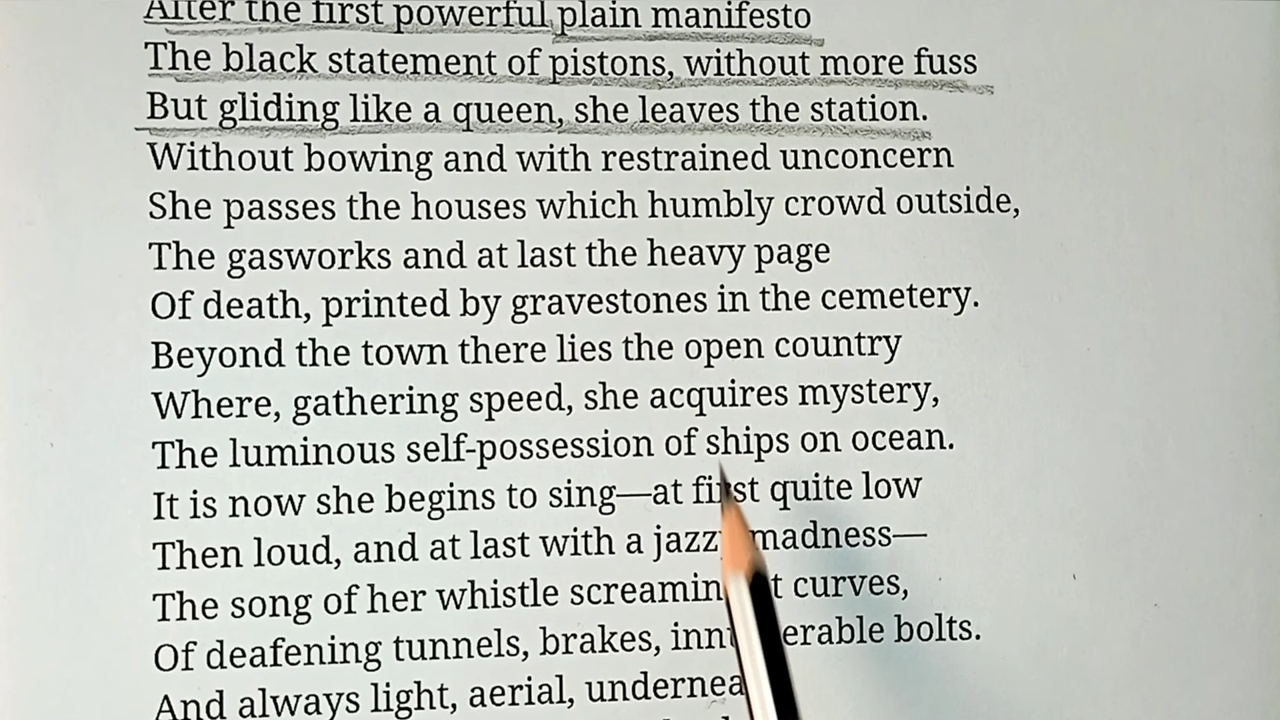 After the first powerful plain manifesto
The black statement of pistons, without more fuss
But gliding like a queen, she leaves the station.
Without bowing and with restrained unconcern
She passes the houses which humbly crowd outside,
The gasworks and at last the heavy page
Of death, printed by gravestones in the cemetery.
Beyond the town there lies the open country
Where, gathering speed, she acquires mystery,
The luminous self-possession of ships on ocean.
It is now she begins to sing—at first quite low
Then loud, and at last with a jazzy madness—
The song of her whistle screaming at curves,
Of deafening tunnels, brakes, innumerable bolts.
And always light, aerial, underneath